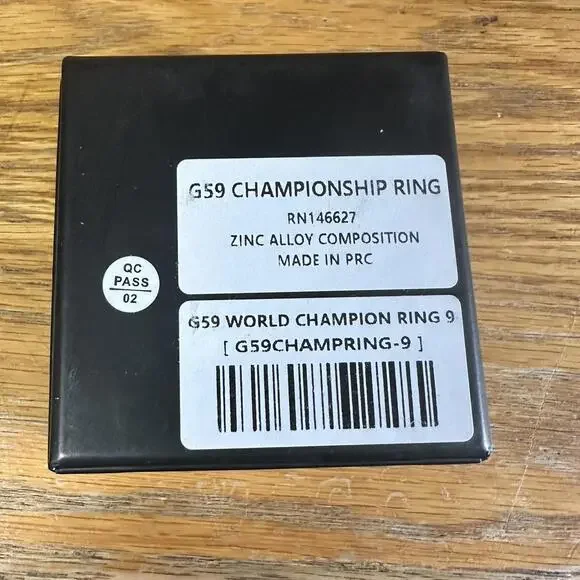 G59 CHAMPIONSHIP RING
RN146627
ZINC ALLOY COMPOSITION
MADE IN PRC
QC
PASS
02
G59 WORLD CHAMPION RING 9
[ G59CHAMPRING-9 ]